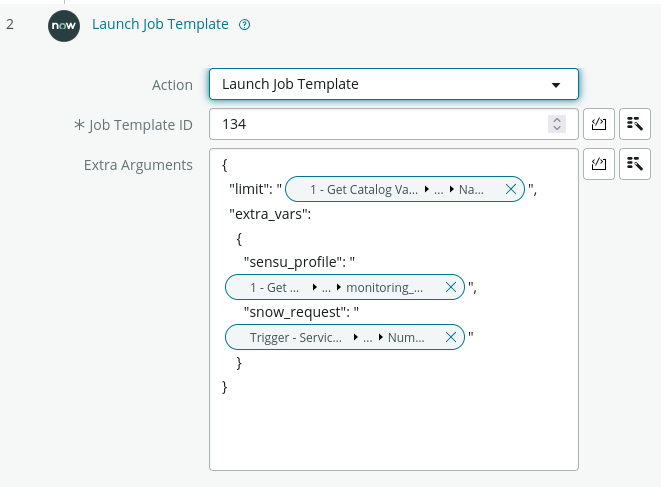 2 now Launch Job Template ?
Action Launch Job Template
* Job Template ID 134
Extra Arguments {
"limit": " 1 - Get Catalog Va... ▸ ... ▸ Na... ",
"extra_vars":
{
"sensu_profile": "
1 - Get ... ▸ ... ▸ monitoring_... ",
"snow_request": "
Trigger - Servic... ▸ ... ▸ Num... "
}
}